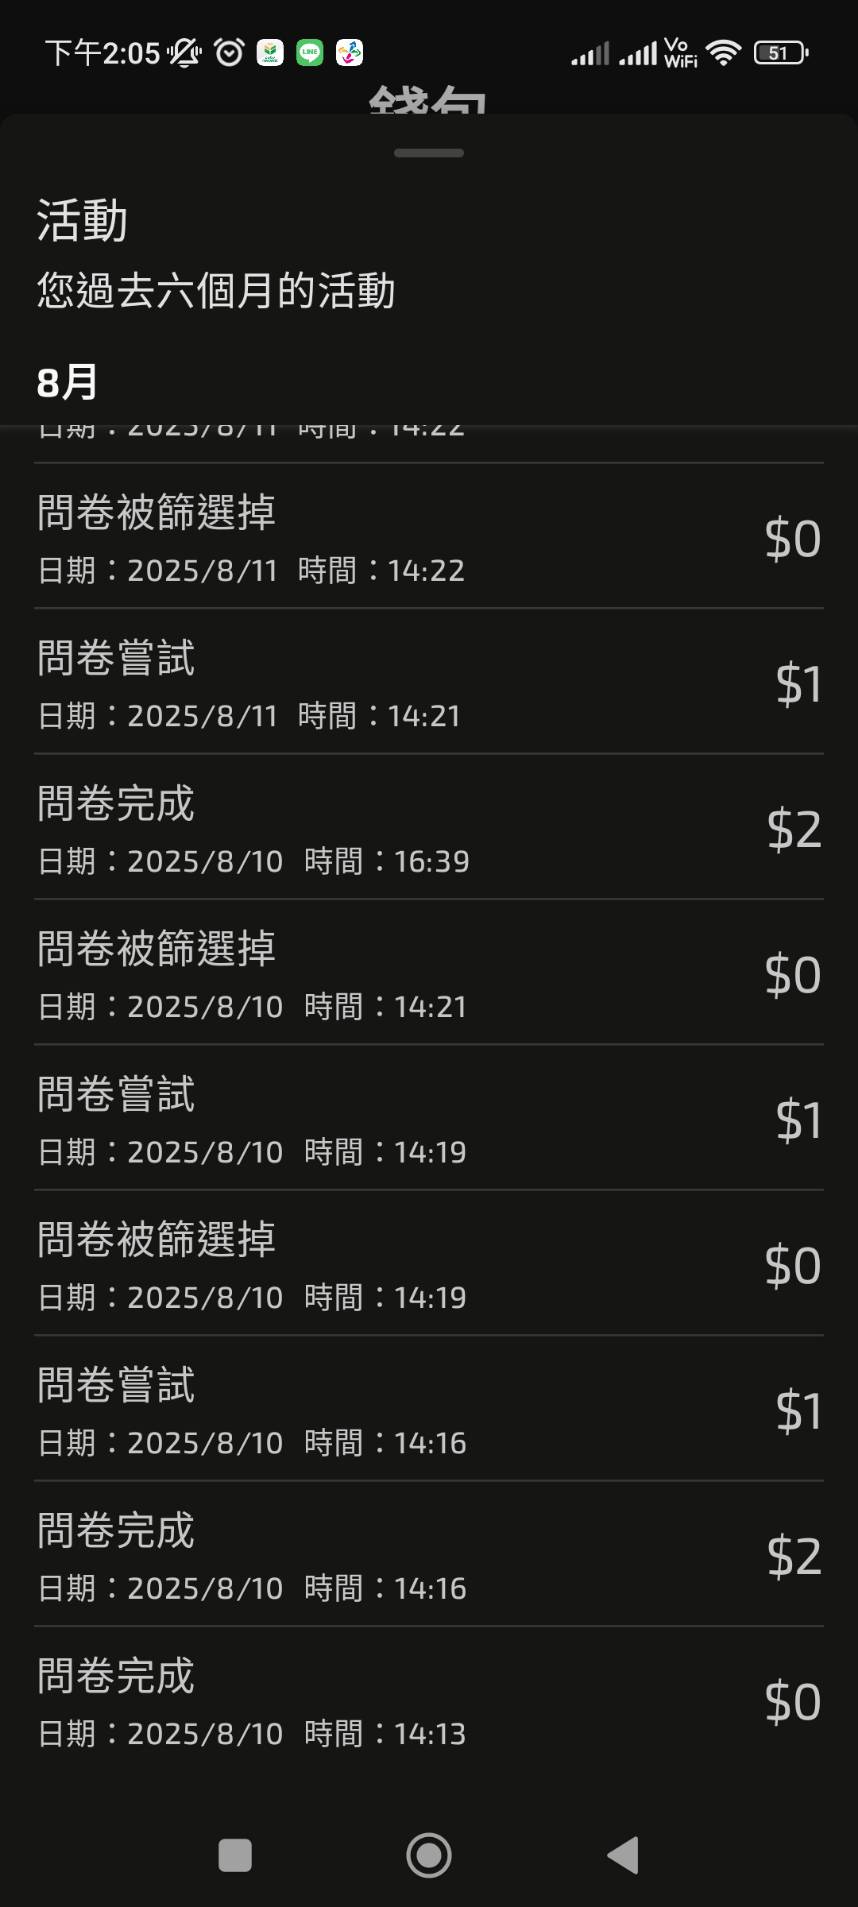 下午2:05
LINE
Vo
WiFi
51
錢包
活動
您過去六個月的活動
8月
日期：2025/8/11 時間：14:22
問卷被篩選掉
$0
日期：2025/8/11 時間：14:22
問卷嘗試
$1
日期：2025/8/11 時間：14:21
問卷完成
$2
日期：2025/8/10 時間：16:39
問卷被篩選掉
$0
日期：2025/8/10 時間：14:21
問卷嘗試
$1
日期：2025/8/10 時間：14:19
問卷被篩選掉
$0
日期：2025/8/10 時間：14:19
問卷嘗試
$1
日期：2025/8/10 時間：14:16
問卷完成
$2
日期：2025/8/10 時間：14:16
問卷完成
$0
日期：2025/8/10 時間：14:13